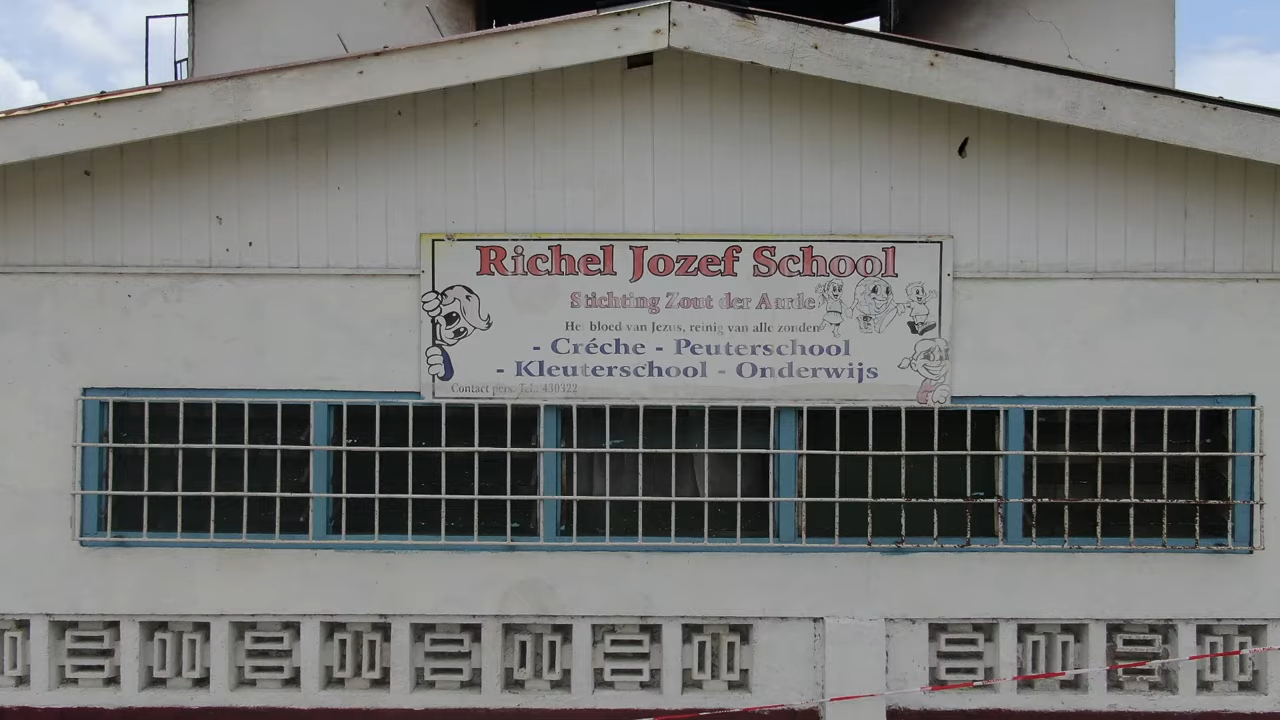 Richel Jozef School
Stichting Zout der Aarde
Het bloed van Jezus, reinig van alle zonden
- Créche - Peuterschool
- Kleuterschool - Onderwijs
Contact pers. Tel.: 430322